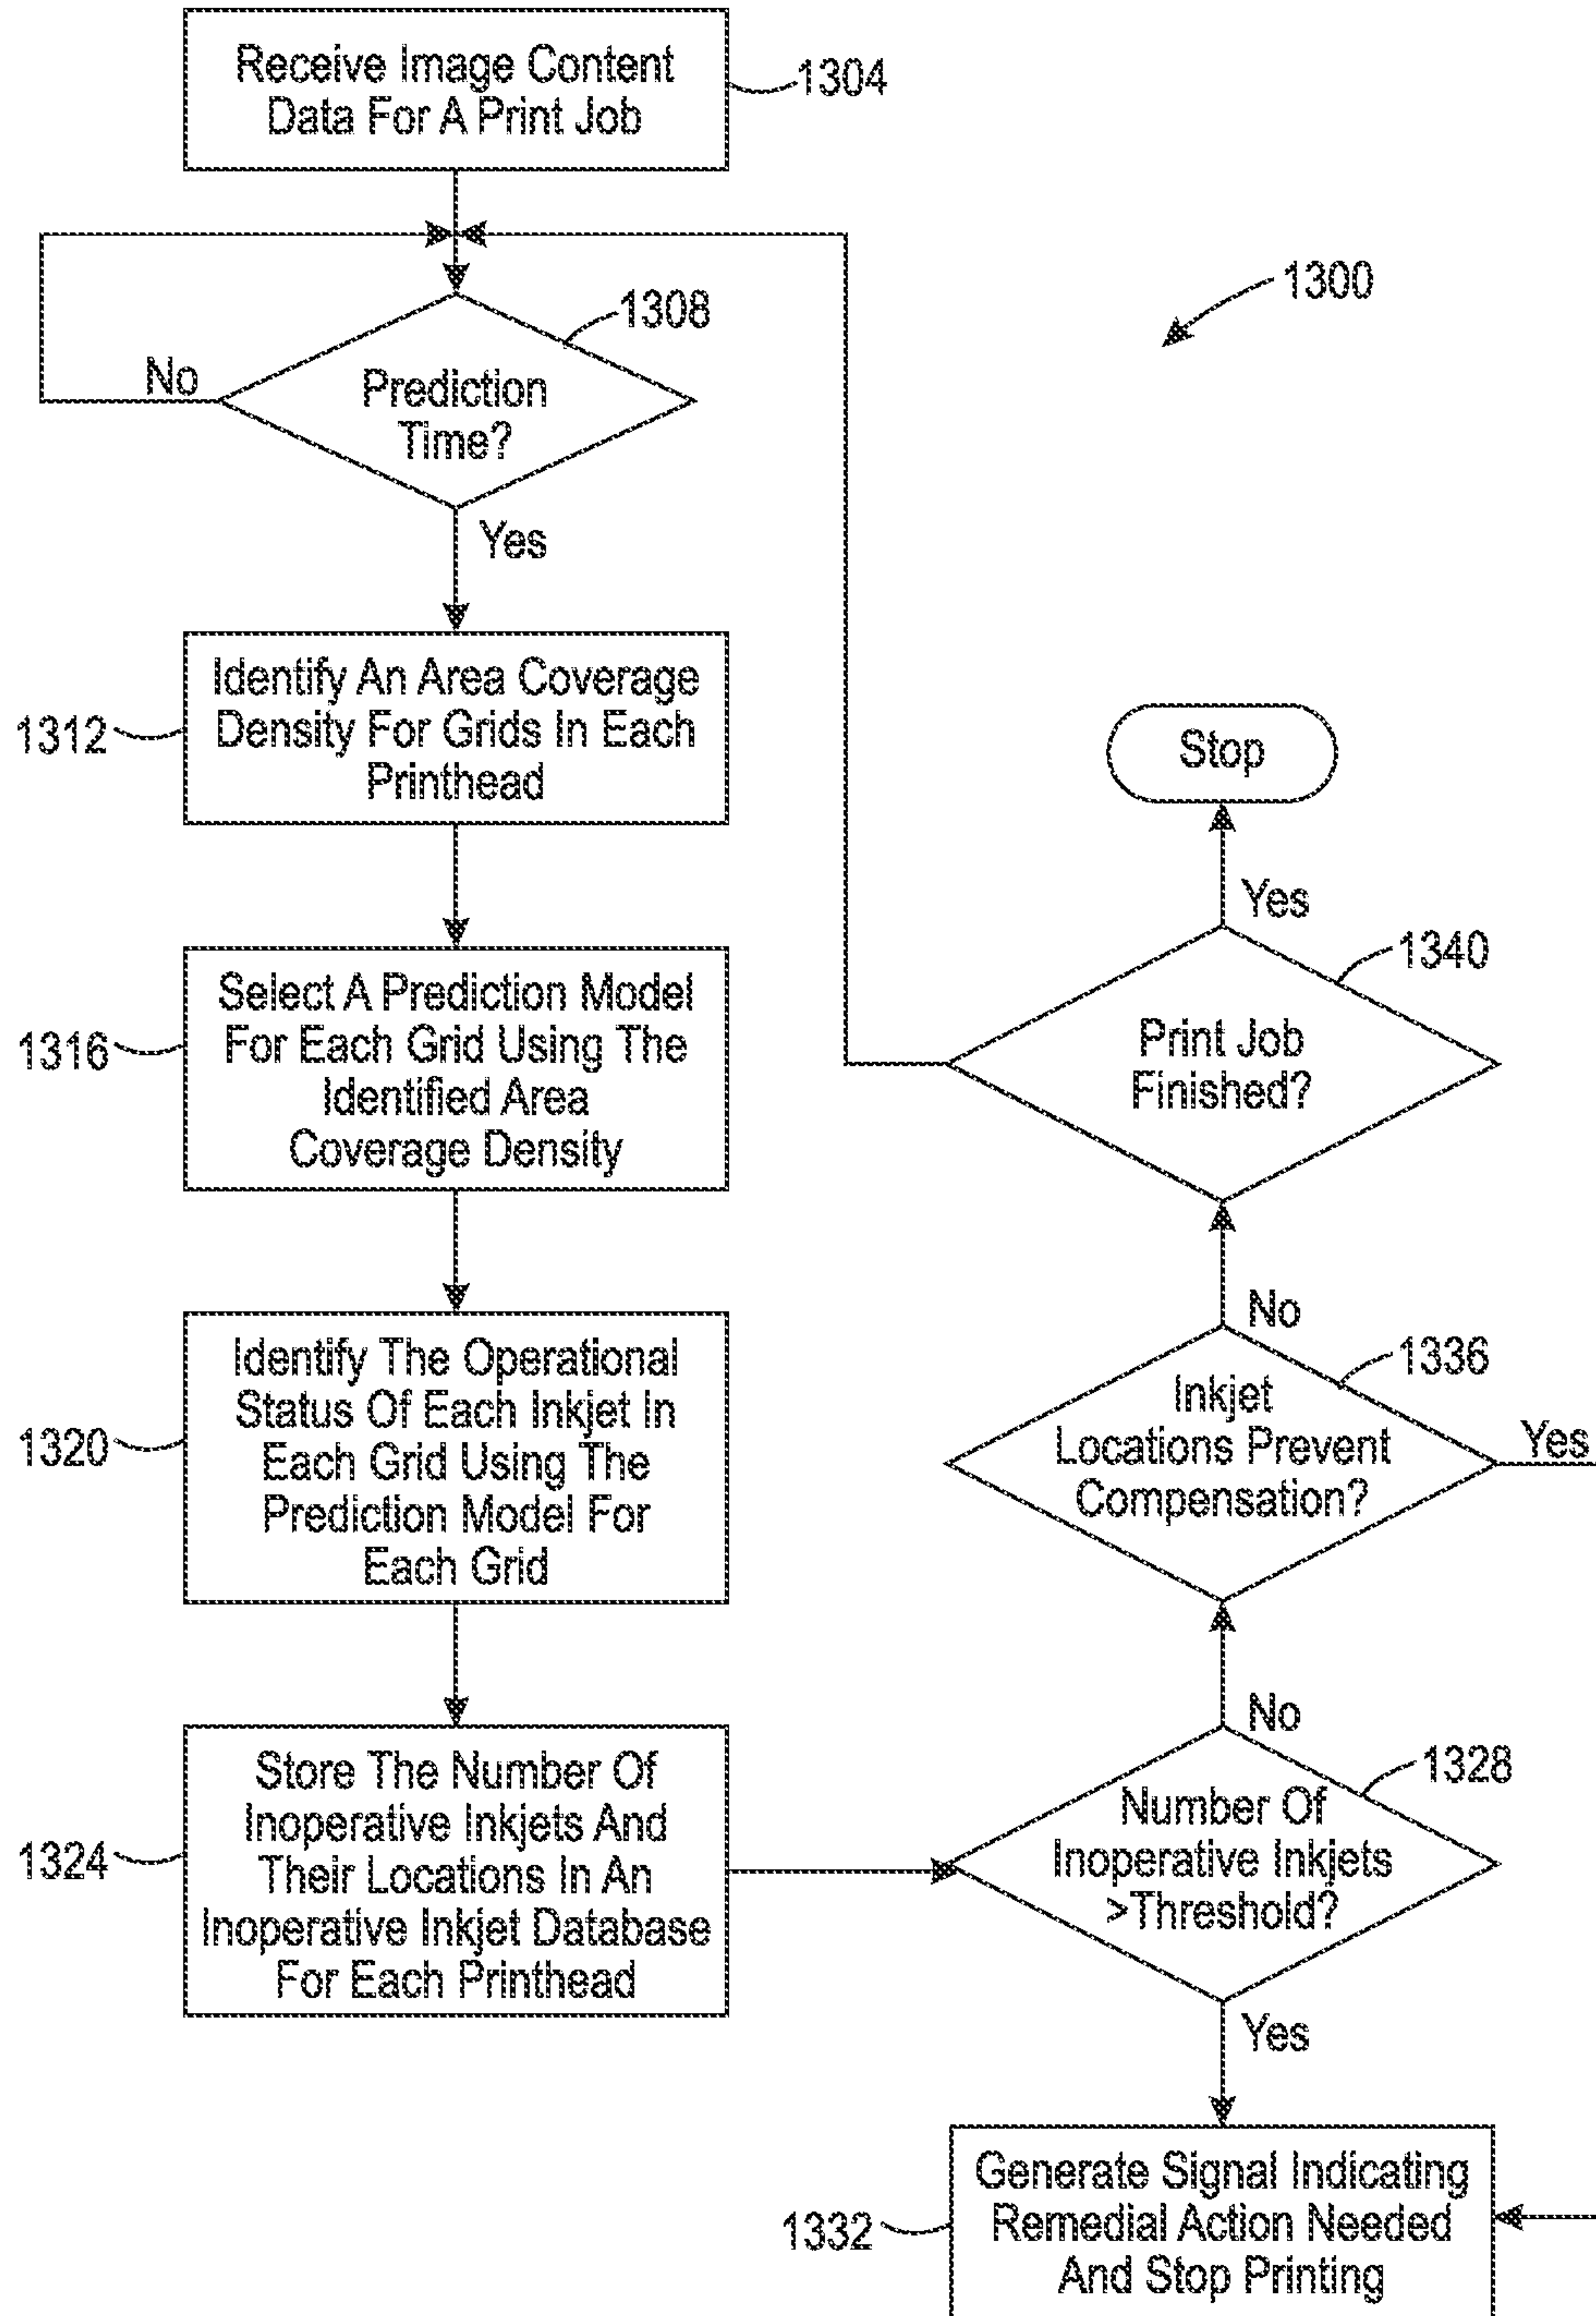 Receive Image Content
Data For A Print Job
1304
1300
1308
No
Prediction
Time?
Yes
1312
Identify An Area Coverage
Density For Grids In Each
Printhead
1316
Select A Prediction Model
For Each Grid Using The
Identified Area
Coverage Density
1320
Identify The Operational
Status Of Each Inkjet In
Each Grid Using The
Prediction Model For
Each Grid
1324
Store The Number Of
Inoperative Inkjets And
Their Locations In An
Inoperative Inkjet Database
For Each Printhead
Stop
Yes
1340
Print Job
Finished?
No
1336
Inkjet
Locations Prevent
Compensation?
Yes
No
1328
Number Of
Inoperative Inkjets
>Threshold?
Yes
1332
Generate Signal Indicating
Remedial Action Needed
And Stop Printing